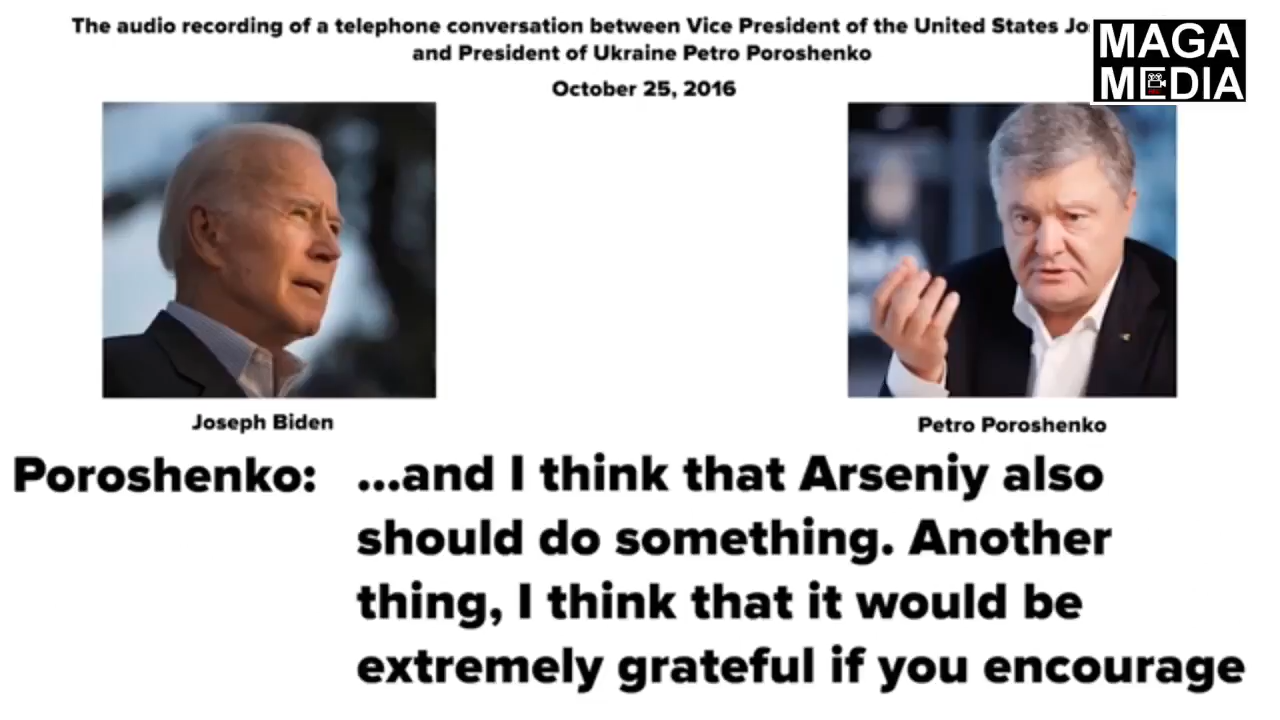 The audio recording of a telephone conversation between Vice President of the United States
and President of Ukraine Petro Poroshenko
October 25, 2016
MAGA
MEDIA
Joseph Biden
Petro Poroshenko
Poroshenko: ...and I think that Arseniy also
should do something. Another
thing, I think that it would be
extremely grateful if you encourage